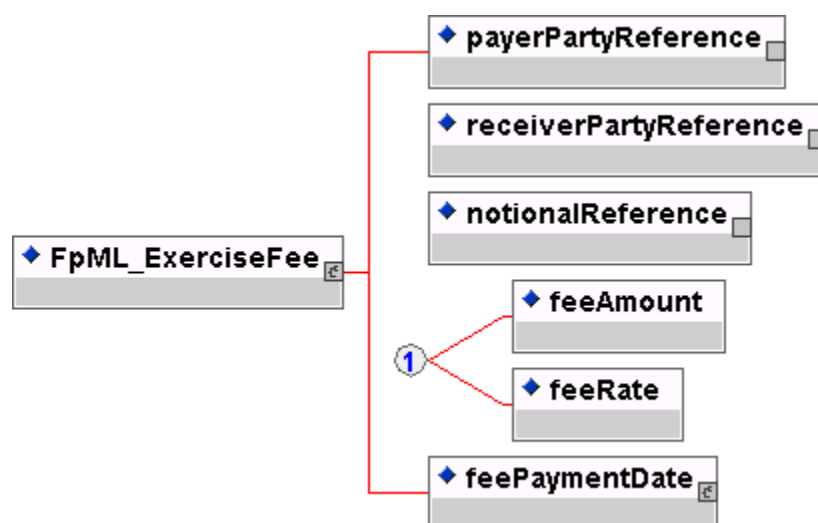 payerPartyReference
receiverPartyReference
notionalReference
FpML_ExerciseFee
feeAmount
1
feeRate
feePaymentDate